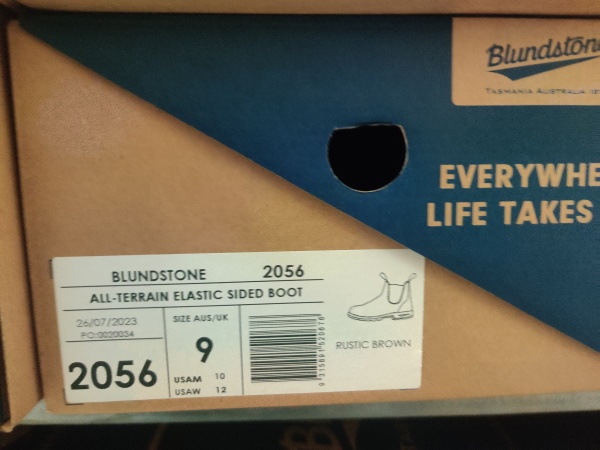 Blundstone
TASMANIA AUSTRALIA
EVERYWHE
LIFE TAKES
BLUNDSTONE 2056
ALL-TERRAIN ELASTIC SIDED BOOT
26/07/2023
PO:0020034
2056
SIZE AUS/UK
9
USAM 10
USAW 12
RUSTIC BROWN